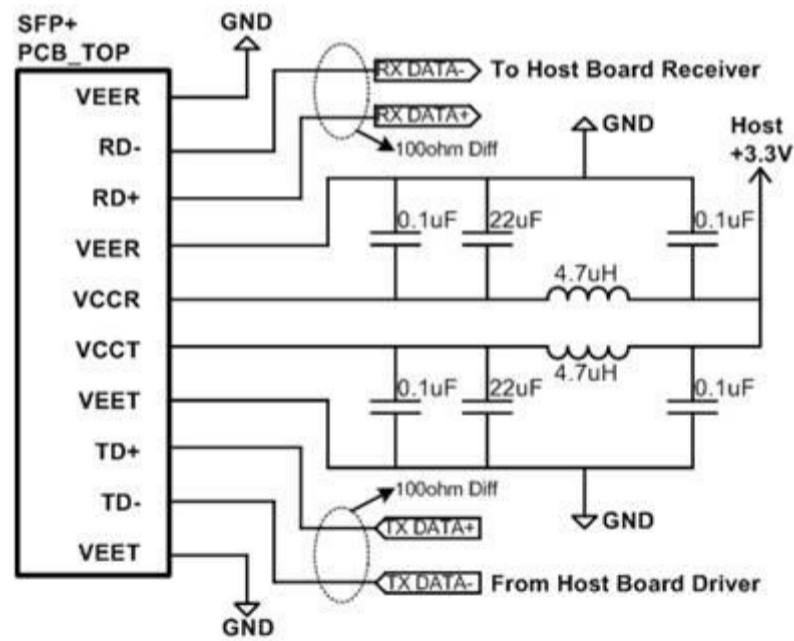 SFP+
PCB_TOP
GND
VEER
RD-
RD+
VEER
VCCR
VCCT
VEET
TD+
TD-
VEET
RX DATA-
To Host Board Receiver
RX DATA+
100ohm Diff
GND
Host
+3.3V
0.1uF
22uF
0.1uF
4.7uH
4.7uH
0.1uF
22uF
0.1uF
100ohm Diff
TX DATA+
GND
TX DATA-
From Host Board Driver
GND